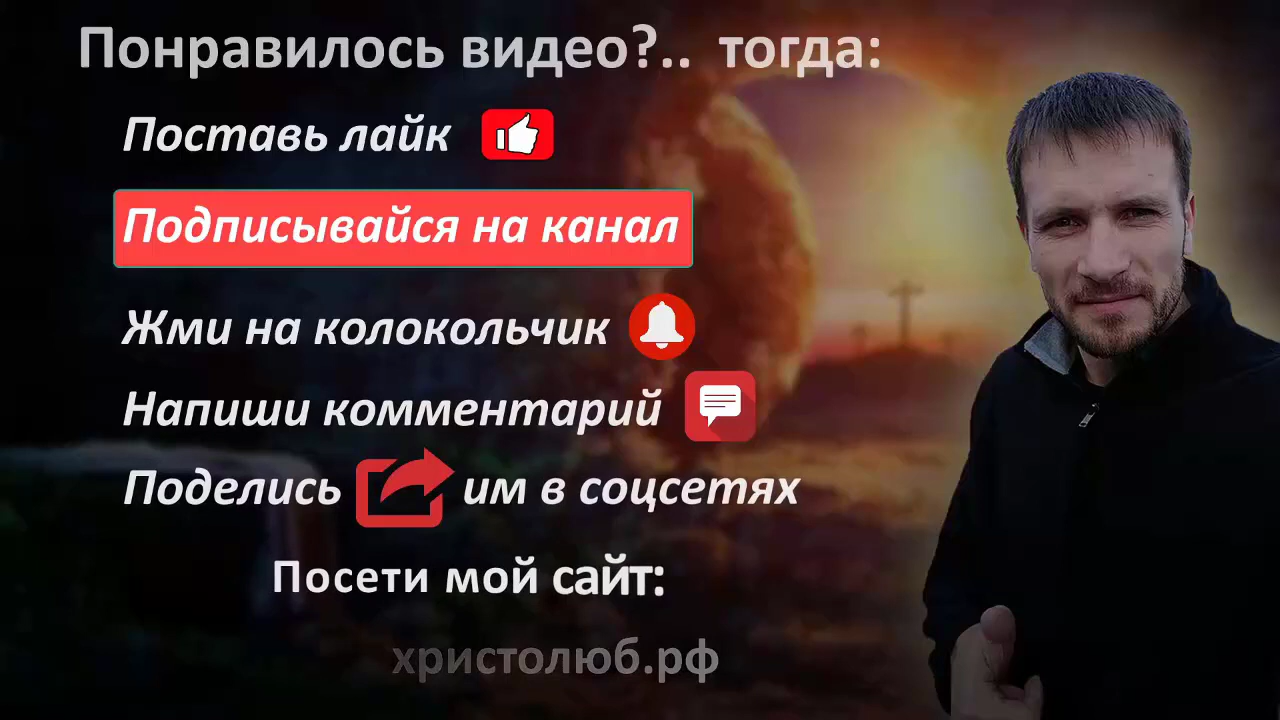 Понравилось видео?.. тогда:
Поставь лайк
Подписывайся на канал
Жми на колокольчик
Напиши комментарий
Поделись им в соцсетях
Посети мой сайт:
христолюб.рф